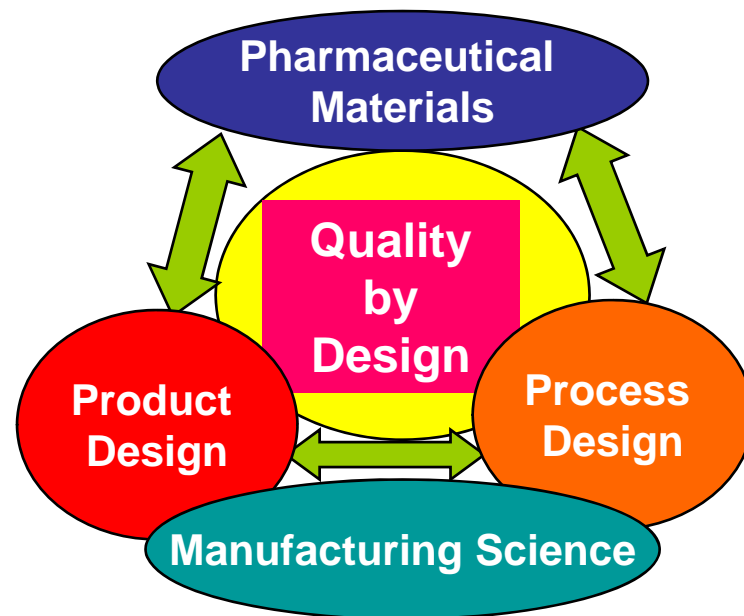 Pharmaceutical
Materials
Quality
by
Design
Product
Design
Process
Design
Manufacturing Science